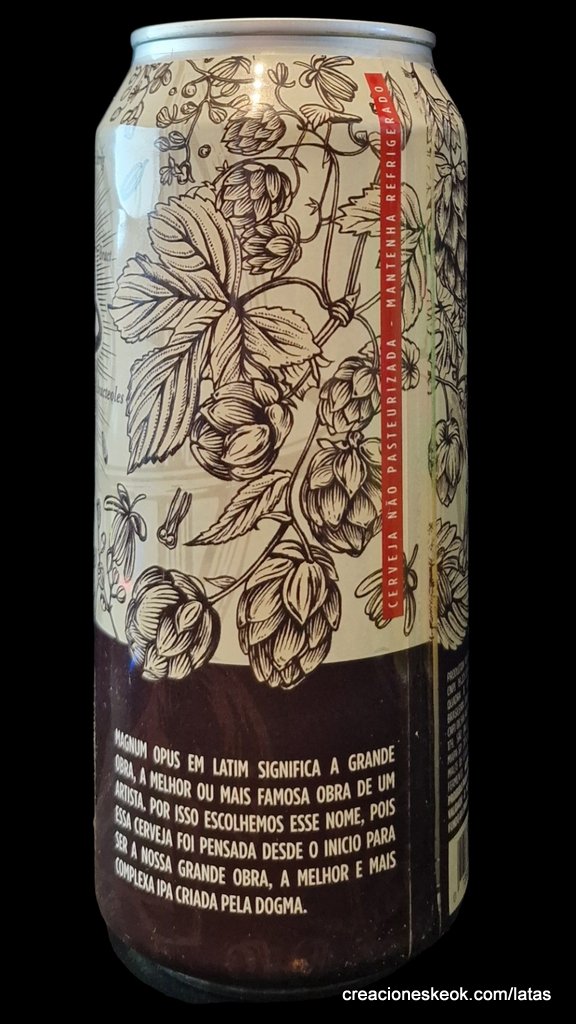 CERVEJA NÃO PASTEURIZADA - MANTENHA REFRIGERADO
MAGNUM OPUS EM LATIM SIGNIFICA A GRANDE
OBRA, A MELHOR OU MAIS FAMOSA OBRA DE UM
ARTISTA. POR ISSO ESCOLHEMOS ESSE NOME, POIS
ESSA CERVEJA FOI PENSADA DESDE O INICIO PARA
SER A NOSSA GRANDE OBRA, A MELHOR E MAIS
COMPLEXA IPA CRIADA PELA DOGMA.
creacioneskeok.com/latas